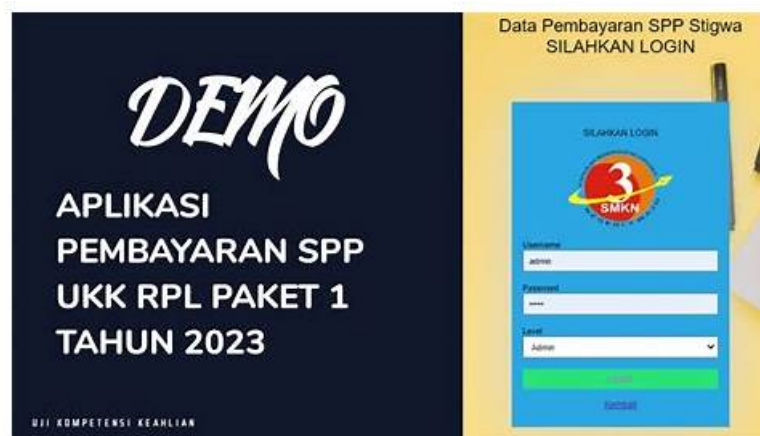 DEMO
APLIKASI
PEMBAYARAN SPP
UKK RPL PAKET 1
TAHUN 2023
UJI KOMPETENSI KEAHLIAN
Data Pembayaran SPP Stigwa
SILAHKAN LOGIN
SILAHKAN LOGIN
3
SMKN
Username
admin
Password
Level
Admin
Kembali